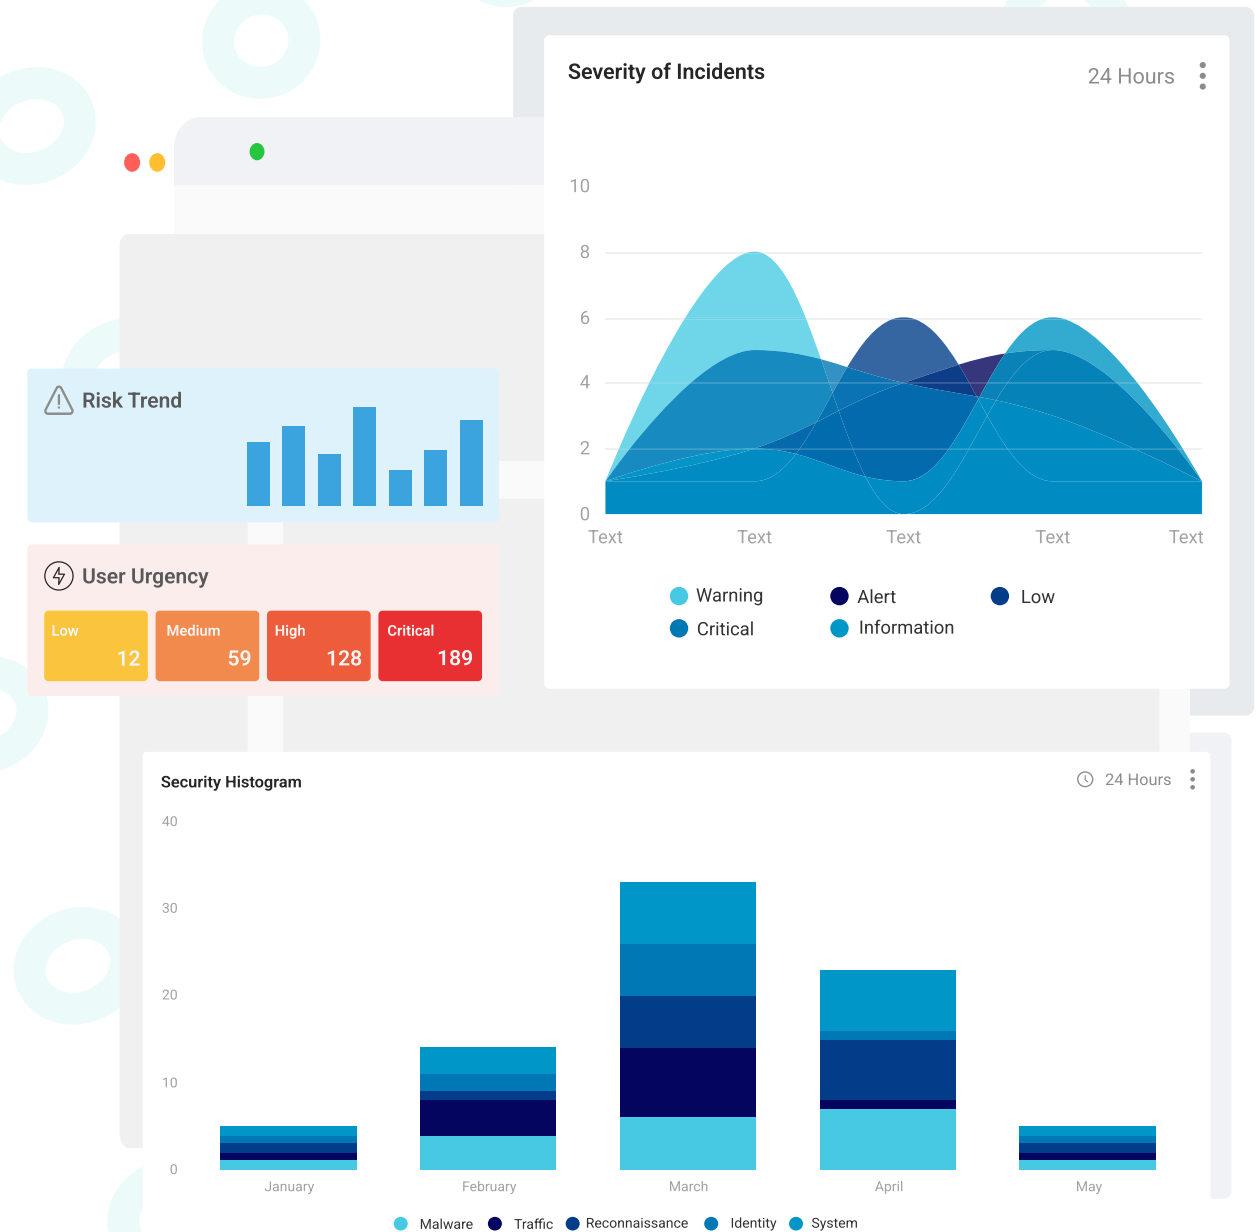 Severity of Incidents
24 Hours
10
8
6
4
2
0
Text Text Text Text Text
Warning Alert Low
Critical Information
Risk Trend
User Urgency
Low Medium High Critical
12 59 128 189
Security Histogram
24 Hours
40
30
20
10
0
January February March April May
Malware Traffic Reconnaissance Identity System